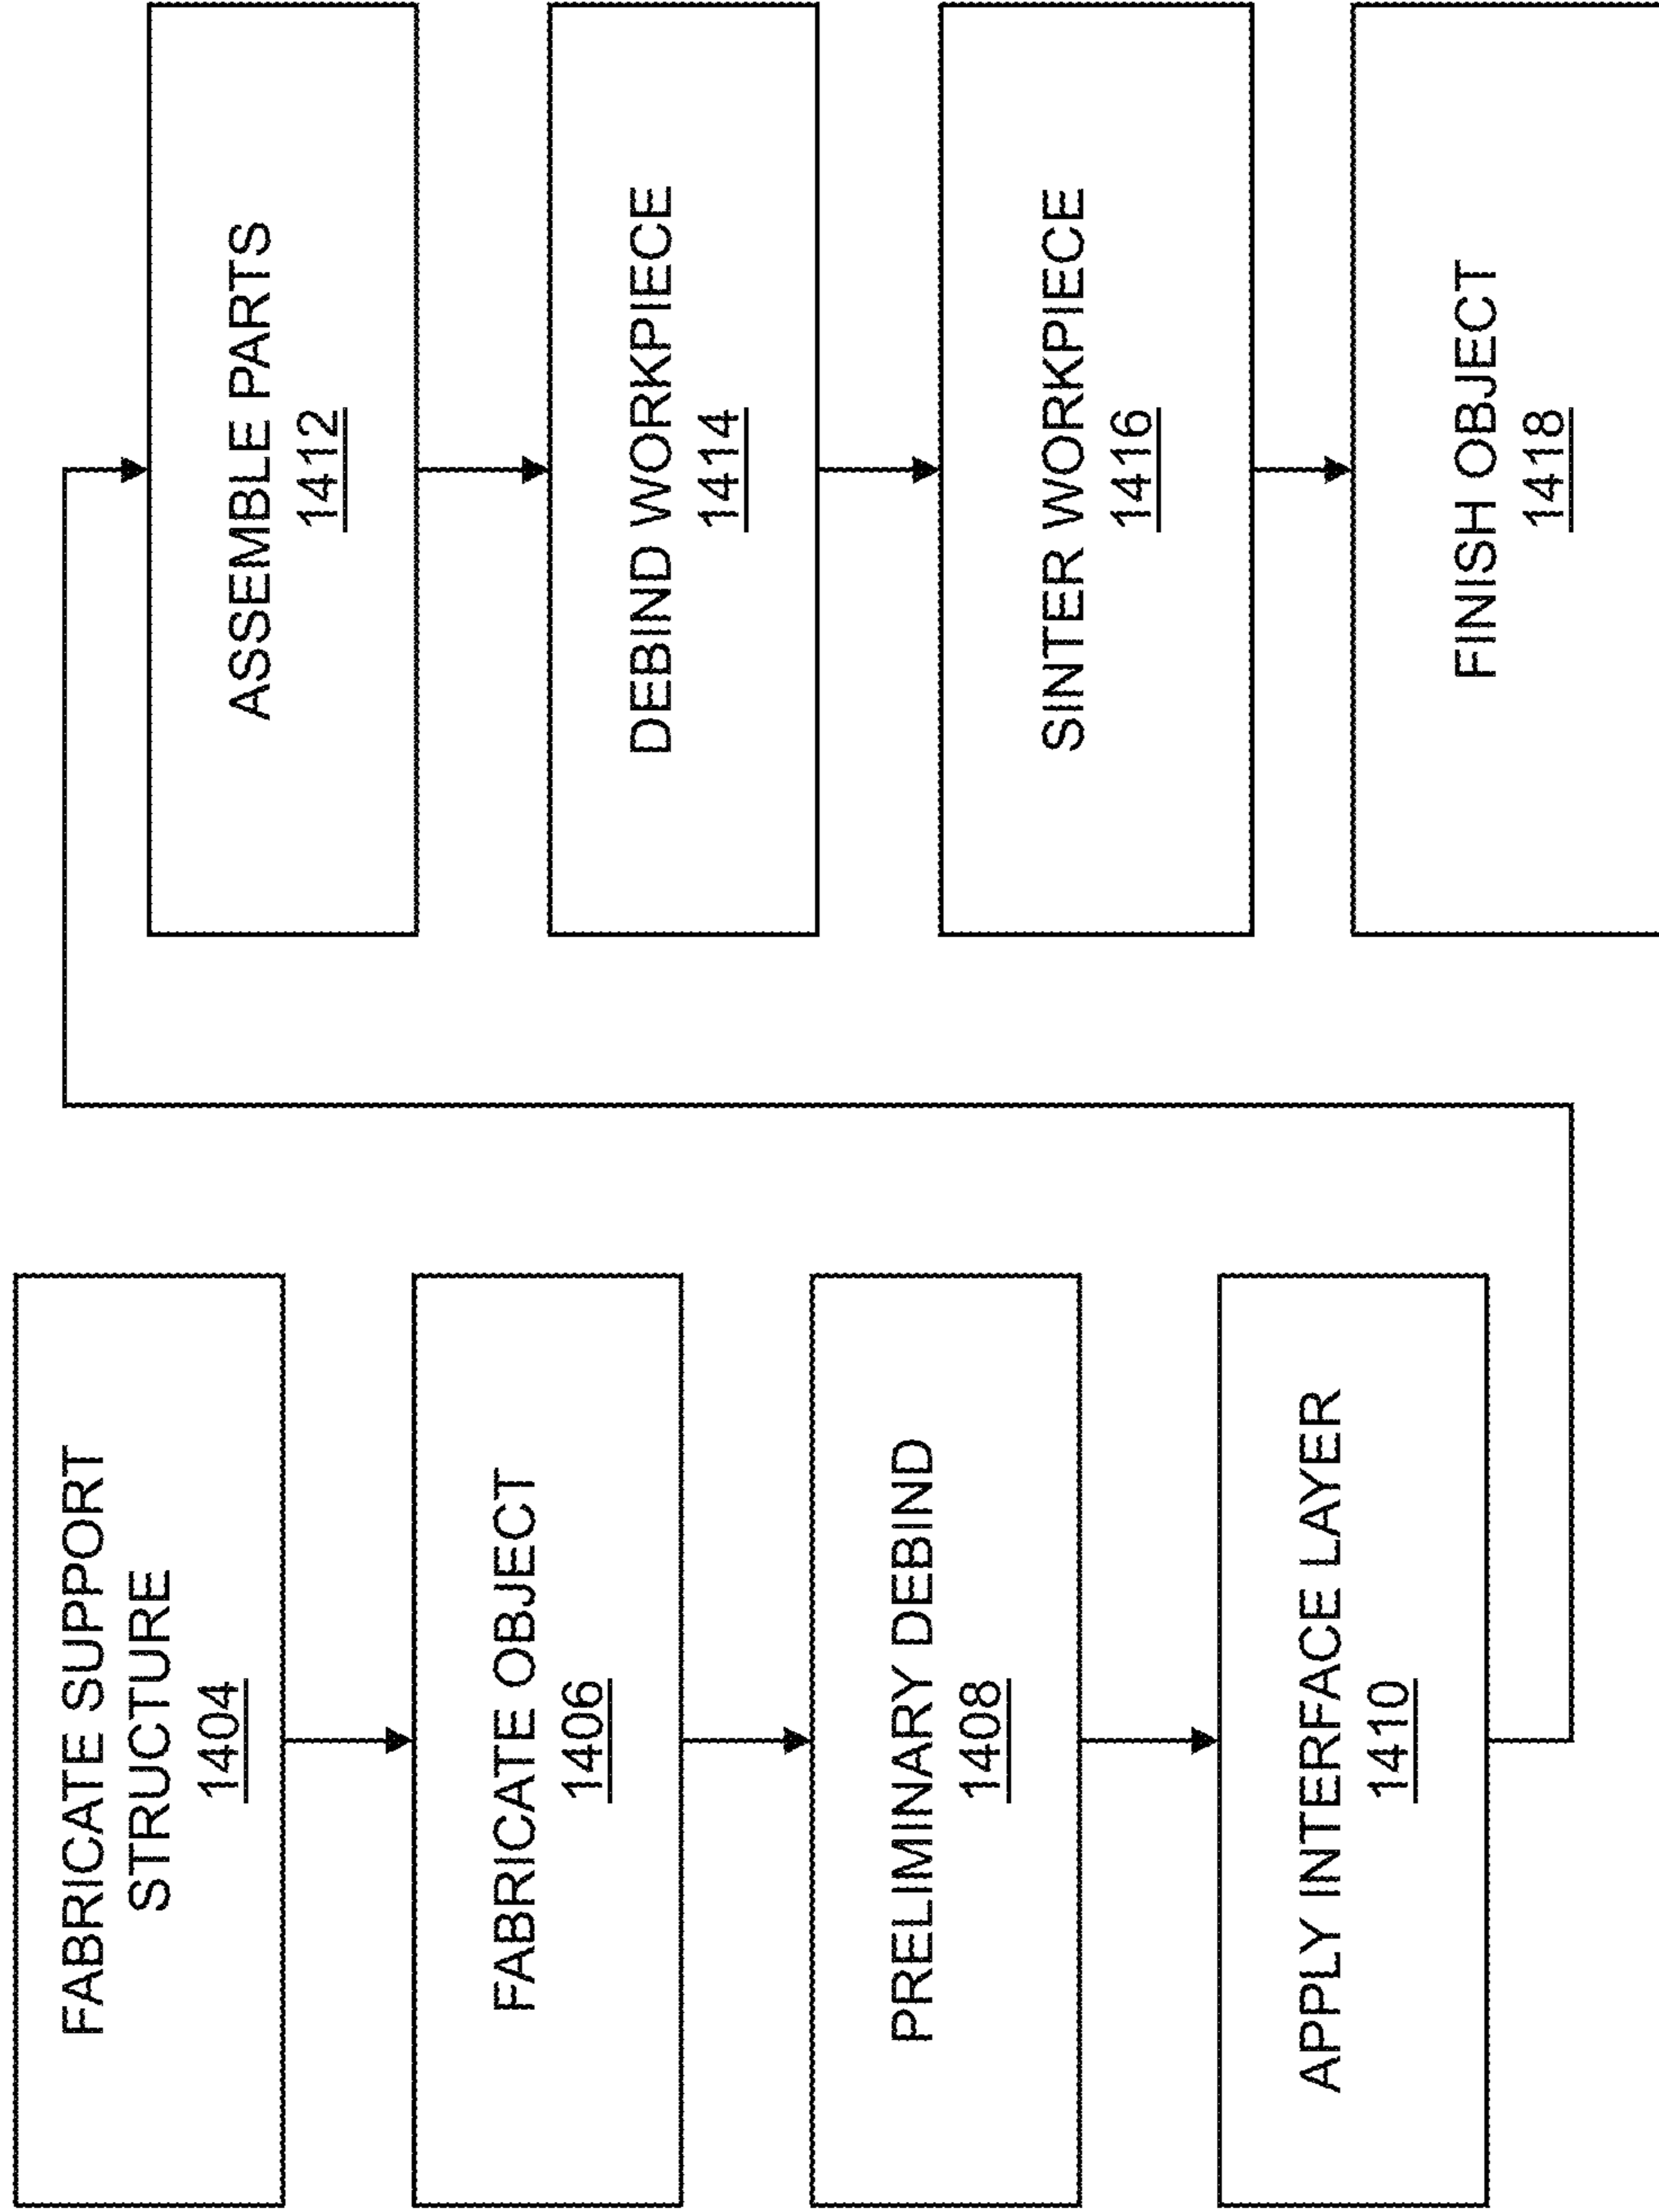 FABRICATE SUPPORT
STRUCTURE
1404
FABRICATE OBJECT
1406
PRELIMINARY DEBIND
1408
APPLY INTERFACE LAYER
1410
ASSEMBLE PARTS
1412
DEBIND WORKPIECE
1414
SINTER WORKPIECE
1416
FINISH OBJECT
1418